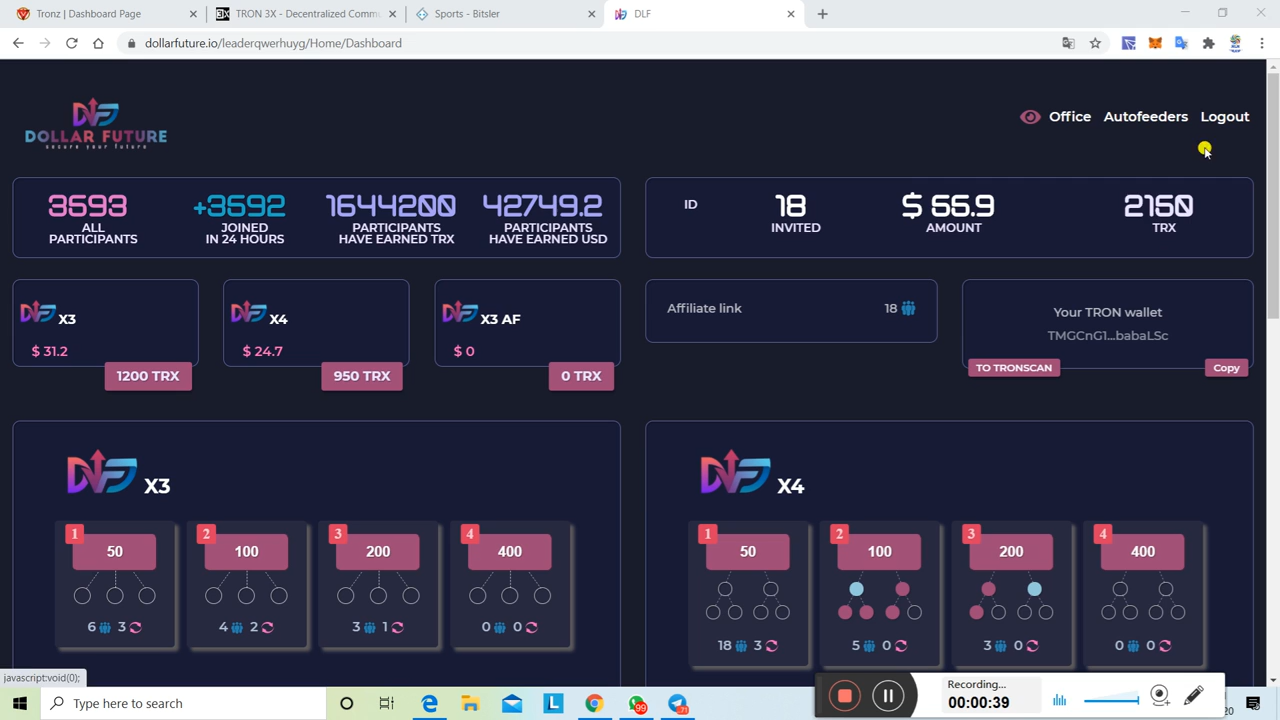 Tronz | Dashboard Page
TRON 3X - Decentralized Commu
Sports - Bitsler
DLF
dollarfuture.io/leaderqwerhuyg/Home/Dashboard
DOLLAR FUTURE
secure your future
Office Autofeeders Logout
3593 +3592 1644200 42749.2
ALL PARTICIPANTS
JOINED IN 24 HOURS
PARTICIPANTS HAVE EARNED TRX
PARTICIPANTS HAVE EARNED USD
ID
18 INVITED
$ 66.9 AMOUNT
2160 TRX
X3
$ 31.2
1200 TRX
X4
$ 24.7
950 TRX
X3 AF
$ 0
0 TRX
Affiliate link 18
Your TRON wallet
TMGCnG1...babaLSc
TO TRONSCAN Copy
X3
1 2 3 4
50 100 200 400
6 3 4 2 3 1 0 0
X4
1 2 3 4
50 100 200 400
18 3 5 0 3 0 0 0
javascript:void(0);
Type here to search
99
71
Recording...
00:00:39
20